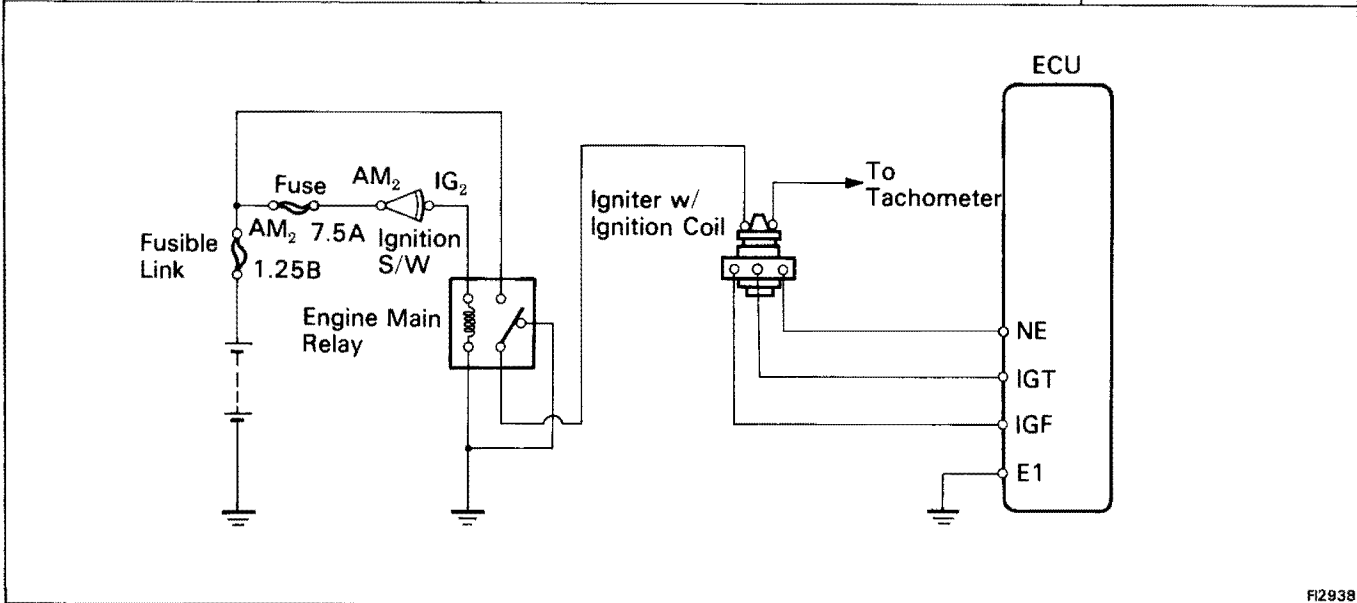 ECU
To
Tachometer
Igniter w/
Ignition Coil
AM₂ IG₂
Fuse
AM₂ 7.5A Ignition
S/W
Fusible
Link
1.25B
Engine Main
Relay
NE
IGT
IGF
E1
FI2938